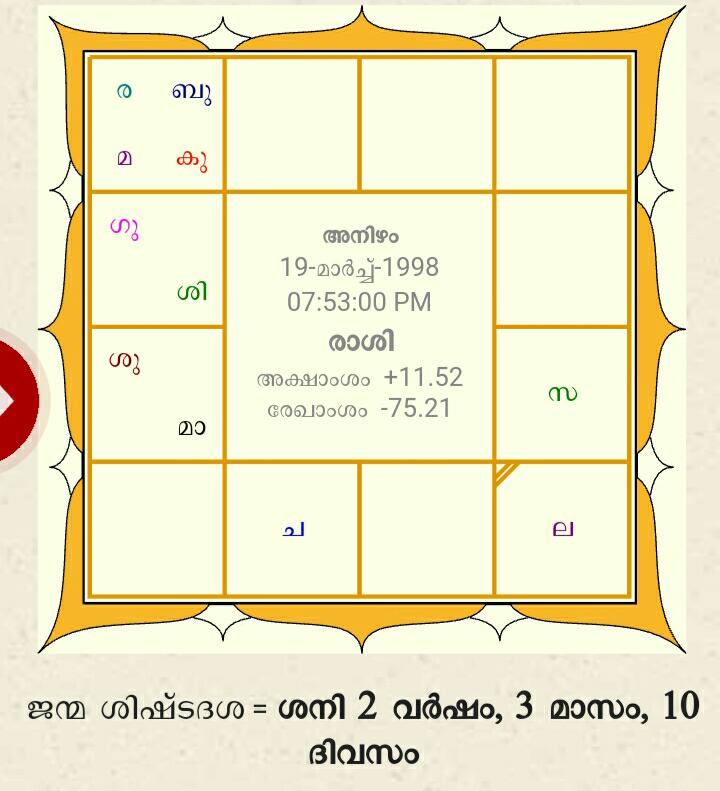 ര ബു
മ കു
ഗു
ശി
ശു
മാ
അനിഴം
19-മാർച്ച്-1998
07:53:00 PM
രാശി
അക്ഷാംശം +11.52
രേഖാംശം -75.21
സ
ച
ല
ജന്മ ശിഷ്ടദശ = ശനി 2 വർഷം, 3 മാസം, 10
ദിവസം